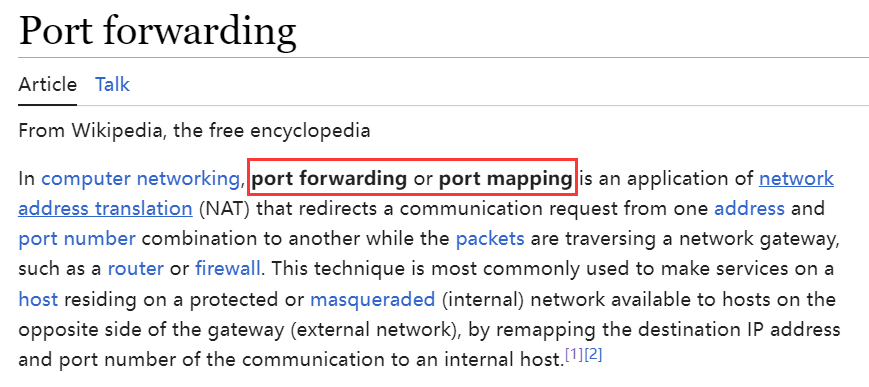 Port forwarding
Article Talk
From Wikipedia, the free encyclopedia
In computer networking, port forwarding or port mapping is an application of network
address translation (NAT) that redirects a communication request from one address and
port number combination to another while the packets are traversing a network gateway,
such as a router or firewall. This technique is most commonly used to make services on a
host residing on a protected or masqueraded (internal) network available to hosts on the
opposite side of the gateway (external network), by remapping the destination IP address
and port number of the communication to an internal host.[1][2]